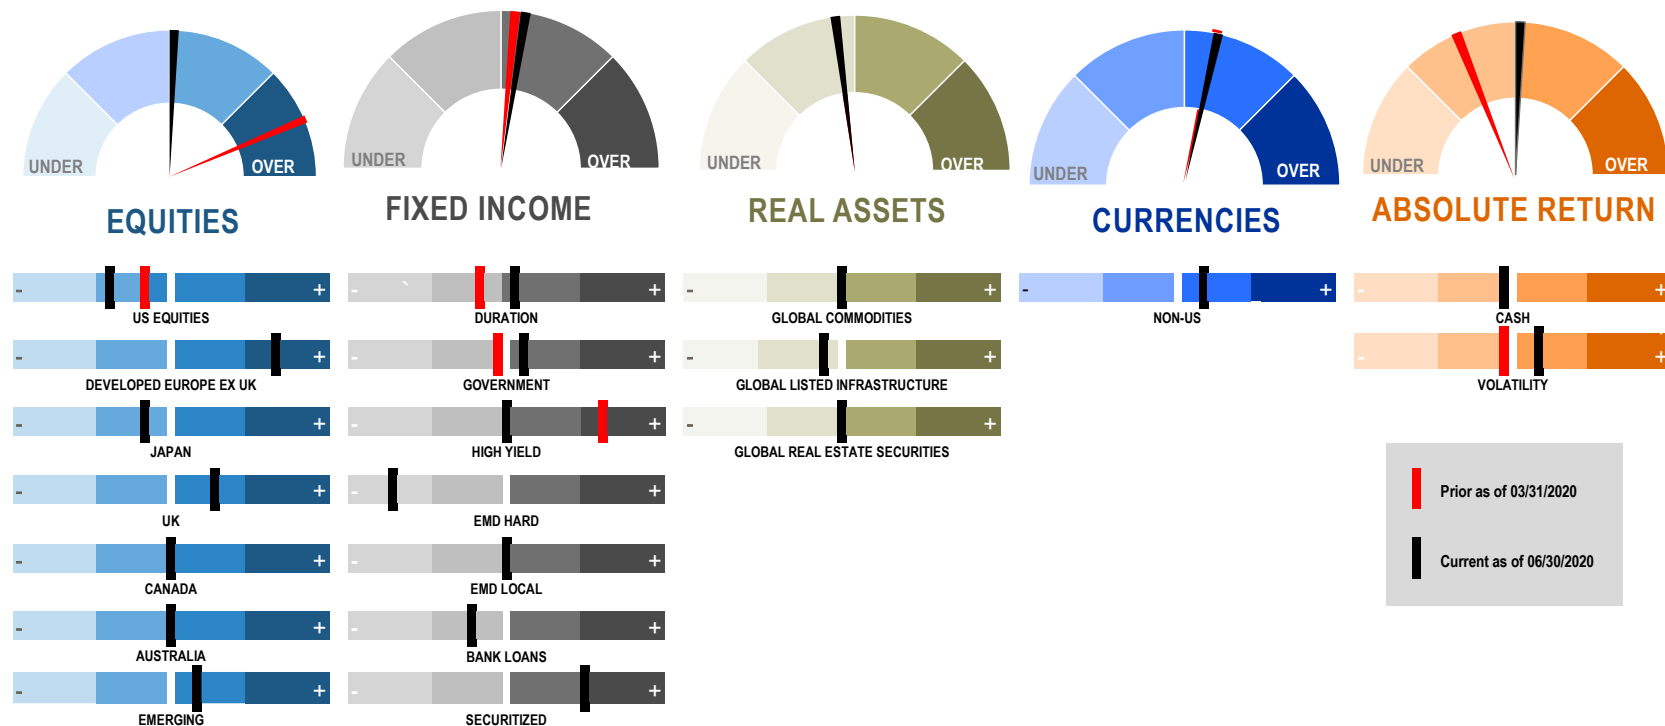 UNDER OVER
EQUITIES
UNDER OVER
FIXED INCOME
UNDER OVER
REAL ASSETS
UNDER OVER
CURRENCIES
UNDER OVER
ABSOLUTE RETURN
- +
US EQUITIES
- +
DEVELOPED EUROPE EX UK
- +
JAPAN
- +
UK
- +
CANADA
- +
AUSTRALIA
- +
EMERGING
- ` +
DURATION
- +
GOVERNMENT
- +
HIGH YIELD
- +
EMD HARD
- +
EMD LOCAL
- +
BANK LOANS
- +
SECURITIZED
- +
GLOBAL COMMODITIES
- +
GLOBAL LISTED INFRASTRUCTURE
- +
GLOBAL REAL ESTATE SECURITIES
- +
NON-US
- +
CASH
- +
VOLATILITY
Prior as of 03/31/2020
Current as of 06/30/2020